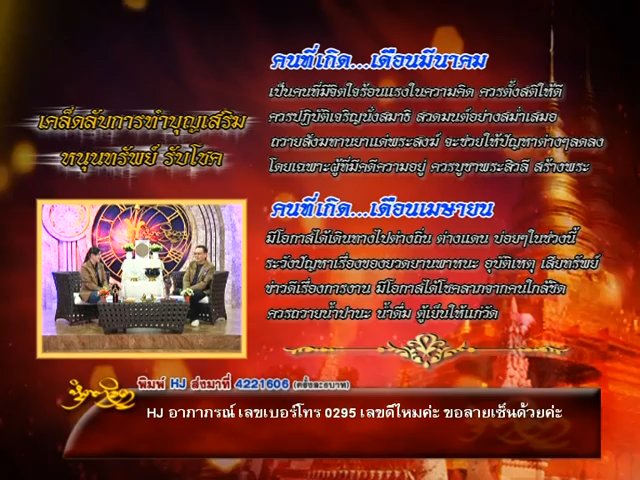 คนที่เกิด...เดือนมีนาคม
เป็นคนที่มีจิตใจร้อนแรงในความคิด ควรตั้งสติให้ดี
ควรปฏิบัติเจริญนั่งสมาธิ สวดมนต์อย่างสม่ำเสมอ
ถวายสังฆทานยาแด่พระสงฆ์ จะช่วยให้ปัญหาต่างๆลดลง
โดยเฉพาะผู้ที่มีคดีความอยู่ ควรบูชาพระสิวลี สร้างพระ
เคล็ดลับการทำบุญเสริม
หนุนทรัพย์ รับโชค
คนที่เกิด...เดือนเมษายน
มีโอกาสได้เดินทางไปต่างถิ่น ต่างแดน บ่อยๆในช่วงนี้
ระวังปัญหาเรื่องของยวดยานพาหนะ อุบัติเหตุ เสียทรัพย์
ข่าวดีเรื่องการงาน มีโอกาสได้โชคลาภจากคนใกล้ชิด
ควรถวายน้ำปานะ น้ำดื่ม ตู้เย็นให้แก่วัด
พิมพ์ HJ ส่งมาที่ 4221606
HJ อาภาภรณ์ เลขเบอร์โทร 0295 เลขดีไหมค่ะ ขอลายเซ็นด้วยค่ะ